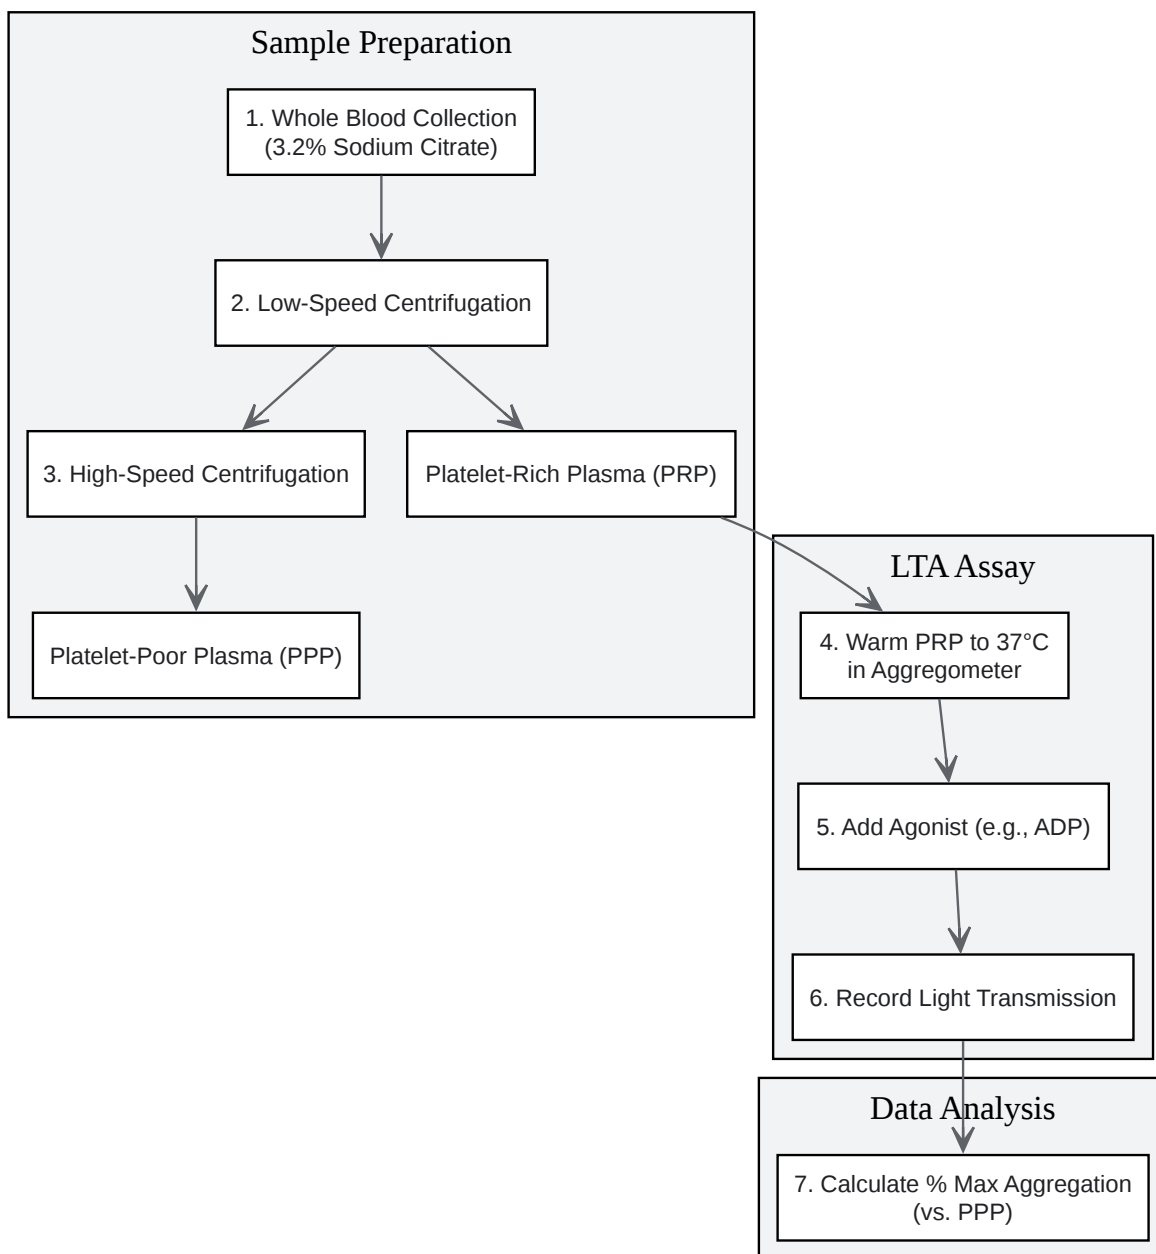 Sample Preparation
1. Whole Blood Collection
(3.2% Sodium Citrate)
2. Low-Speed Centrifugation
3. High-Speed Centrifugation
Platelet-Rich Plasma (PRP)
Platelet-Poor Plasma (PPP)
LTA Assay
4. Warm PRP to 37°C
in Aggregometer
5. Add Agonist (e.g., ADP)
6. Record Light Transmission
Data Analysis
7. Calculate % Max Aggregation
(vs. PPP)